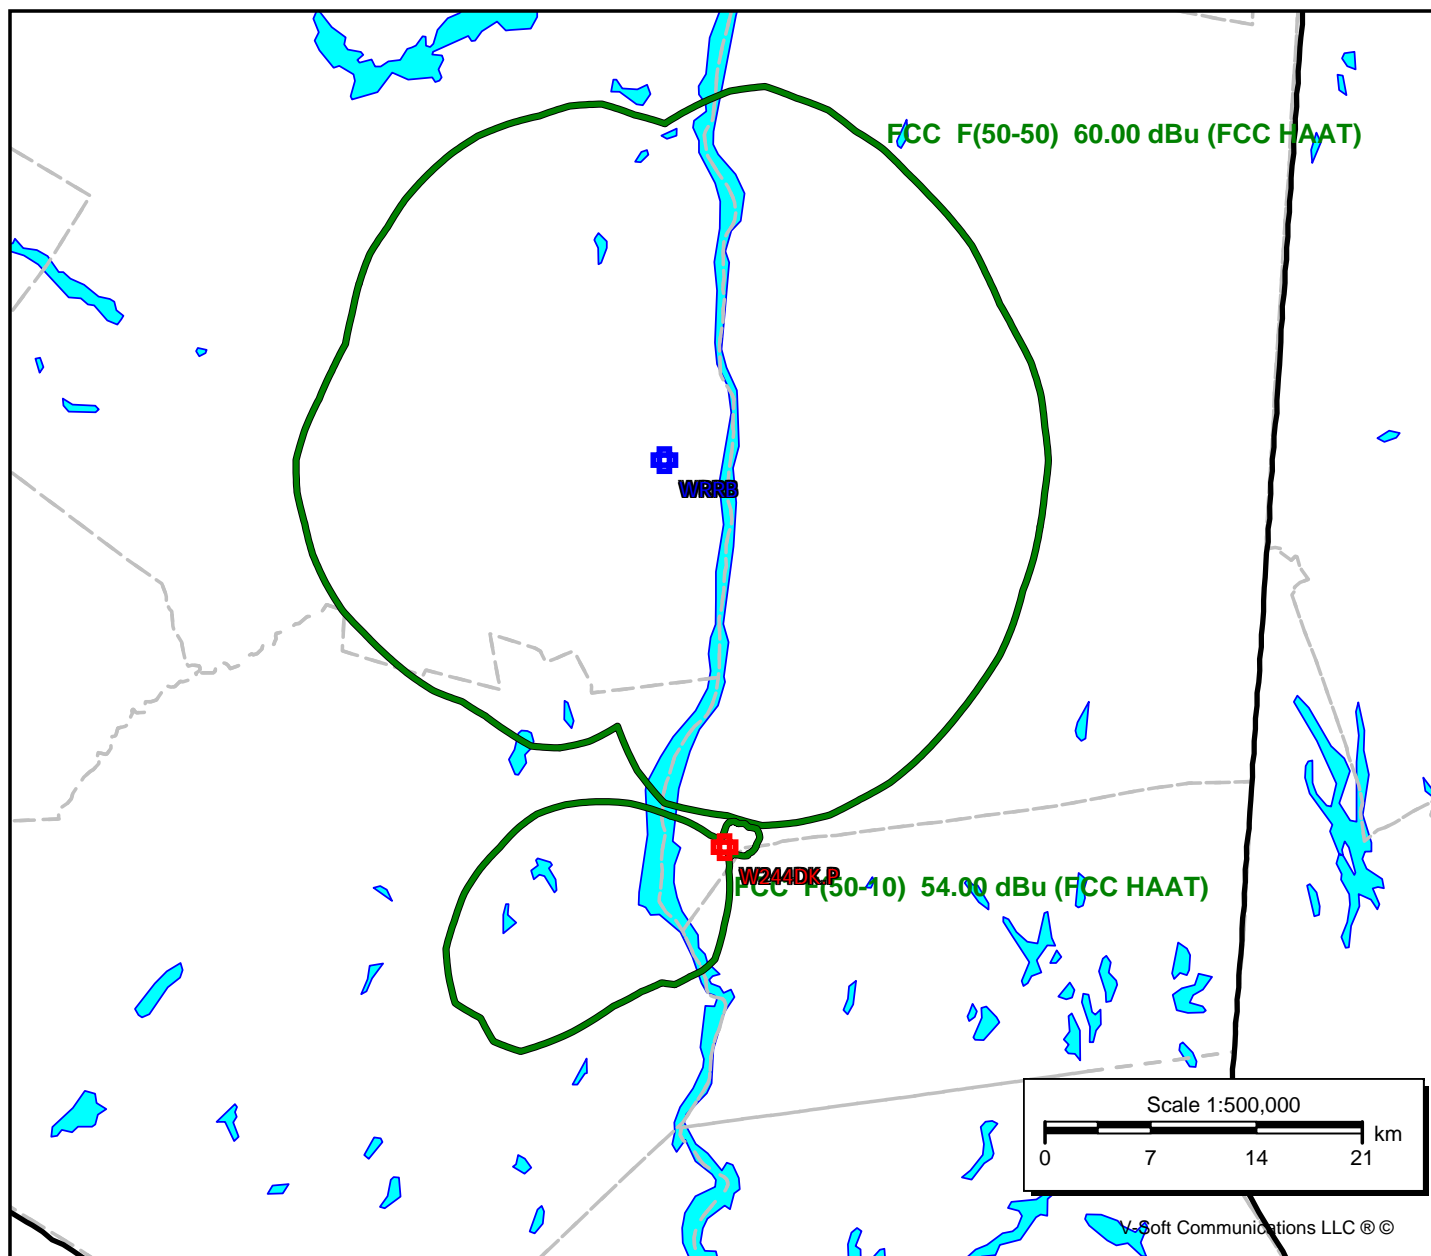 FCC F(50-50) 60.00 dBu (FCC HAAT)
WRRB
W244DK.P
FCC F(50-10) 54.00 dBu (FCC HAAT)
Scale 1:500,000
km
0 7 14 21
V-Soft Communications LLC ® ©